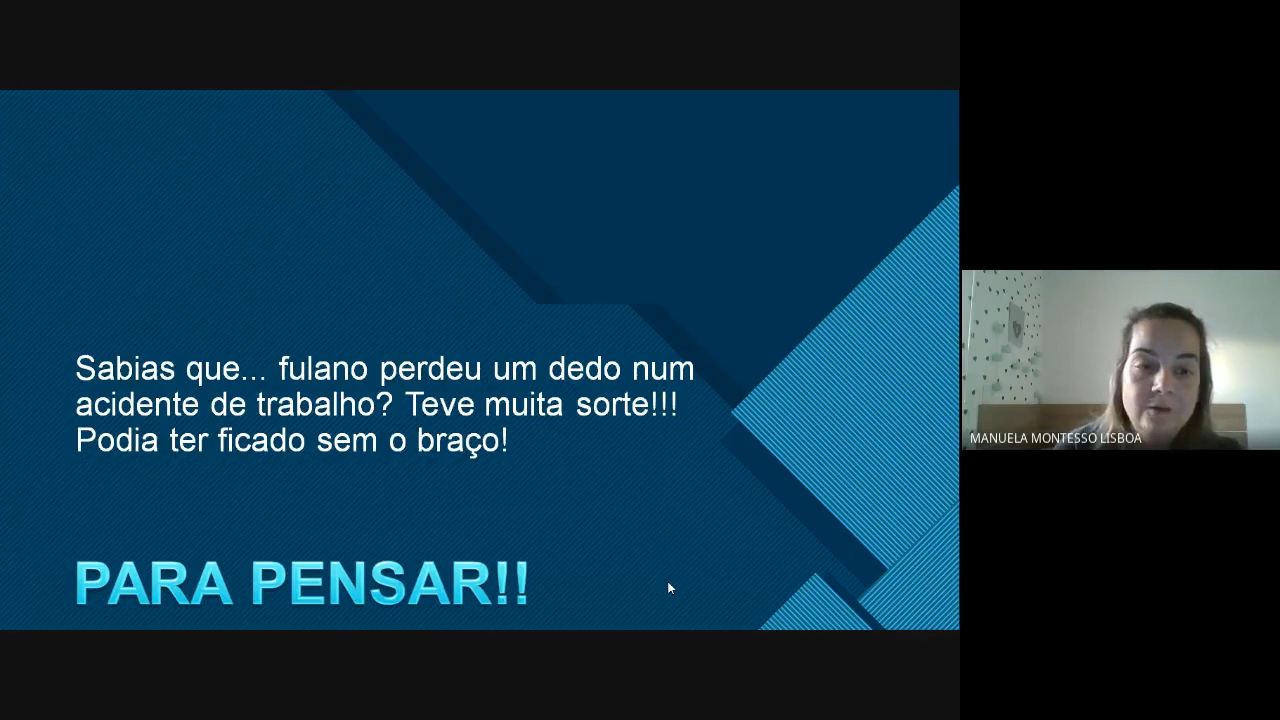 Sabias que... fulano perdeu um dedo num
acidente de trabalho? Teve muita sorte!!!
Podia ter ficado sem o braço!
PARA PENSAR!!
MANUELA MONTESSO LISBOA